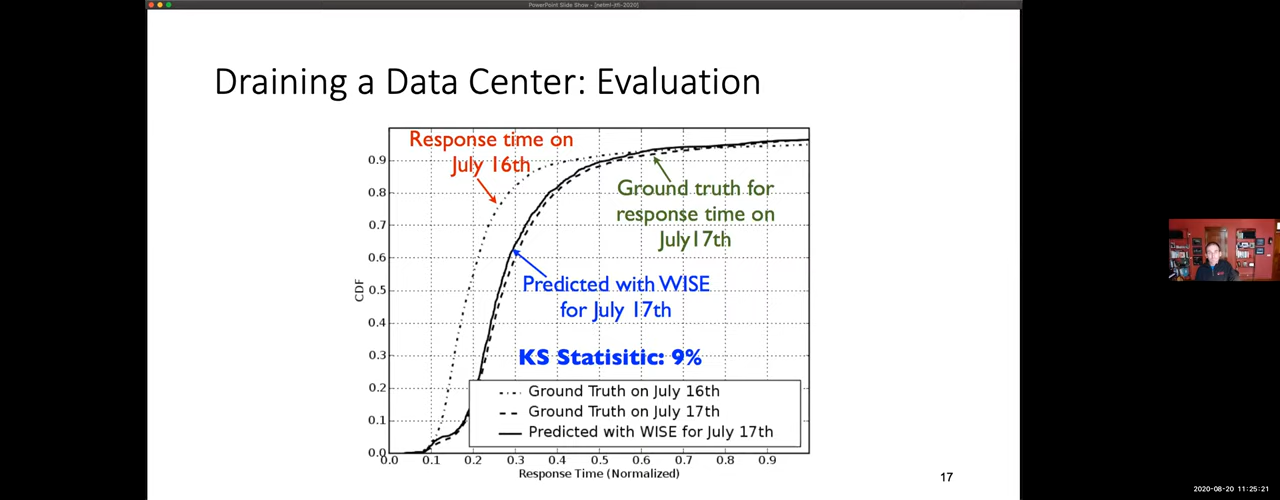 PowerPoint Slide Show - [netml-itfi-2020]
Draining a Data Center: Evaluation
Response time on
July 16th
Ground truth for
response time on
July17th
Predicted with WISE
for July 17th
KS Statisitic: 9%
Ground Truth on July 16th
Ground Truth on July 17th
Predicted with WISE for July 17th
CDF
0.9
0.8
0.7
0.6
0.5
0.4
0.3
0.2
0.1
0.0
0.0 0.1 0.2 0.3 0.4 0.5 0.6 0.7 0.8 0.9
Response Time (Normalized)
17
2020-08-20 11:25:21